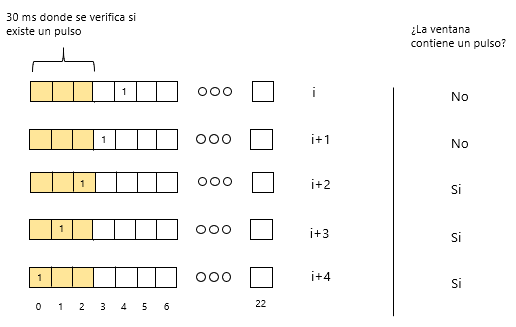 30 ms donde se verifica si
existe un pulso
¿La ventana
contiene un pulso?
1 i No
1 i+1 No
1 i+2 Si
1 i+3 Si
1 i+4 Si
0 1 2 3 4 5 6 22